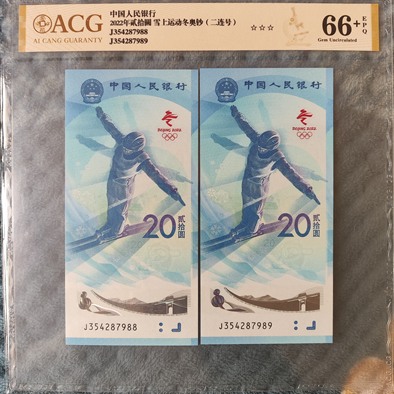 ACG
AI CANG GUARANTY
中国人民银行
2022年贰拾圆 雪上运动冬奥钞（二连号）
J354287988
J354287989
☆☆☆
66+
EPQ
Gem Uncirculated
中国人民银行
BEIJING 2022
20
贰拾圆
J354287988
中国人民银行
BEIJING 2022
20
贰拾圆
J354287989